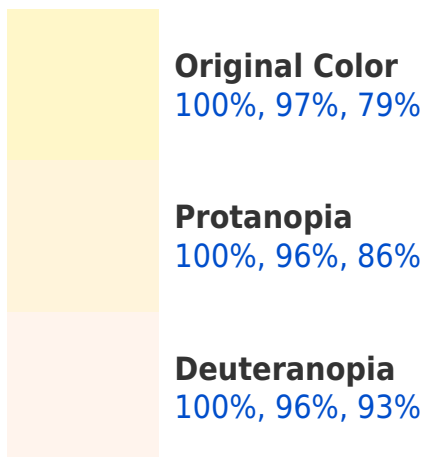 Original Color
100%, 97%, 79%
Protanopia
100%, 96%, 86%
Deuteranopia
100%, 96%, 93%